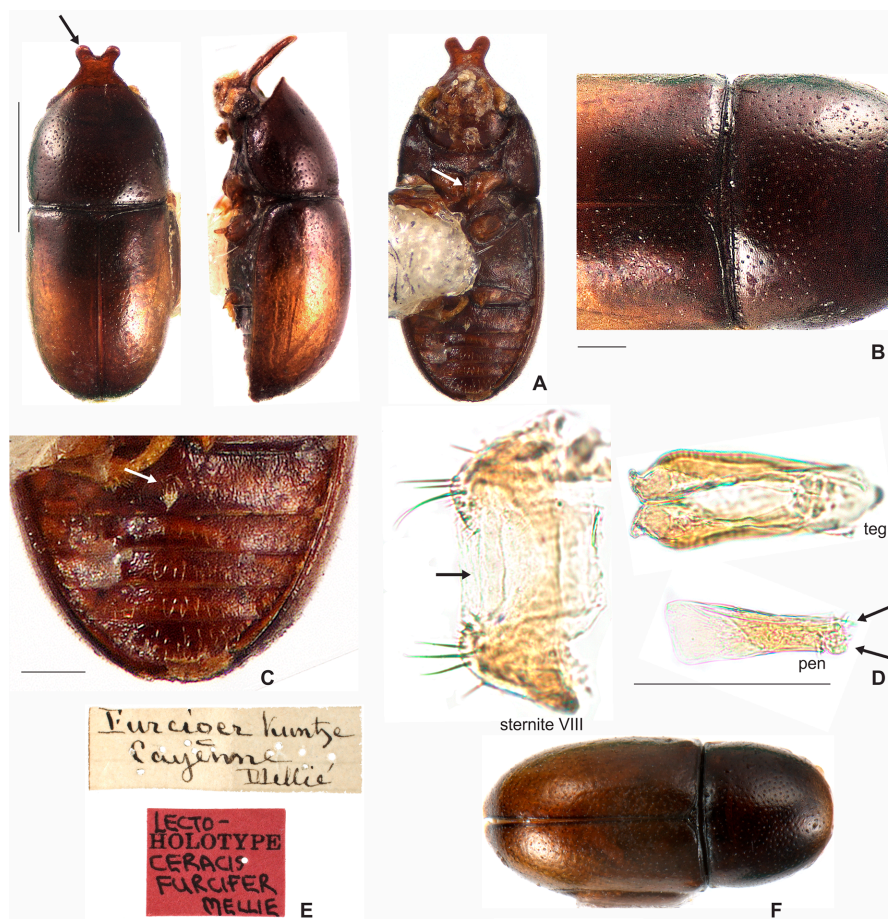 A
B
C
sternite VIII
teg
pen
D
Furcifer Kuntze
Cayenne
Mellié
LECTO-
HOLOTYPE
CERACIS
FURCIFER
MELLIE
E
F